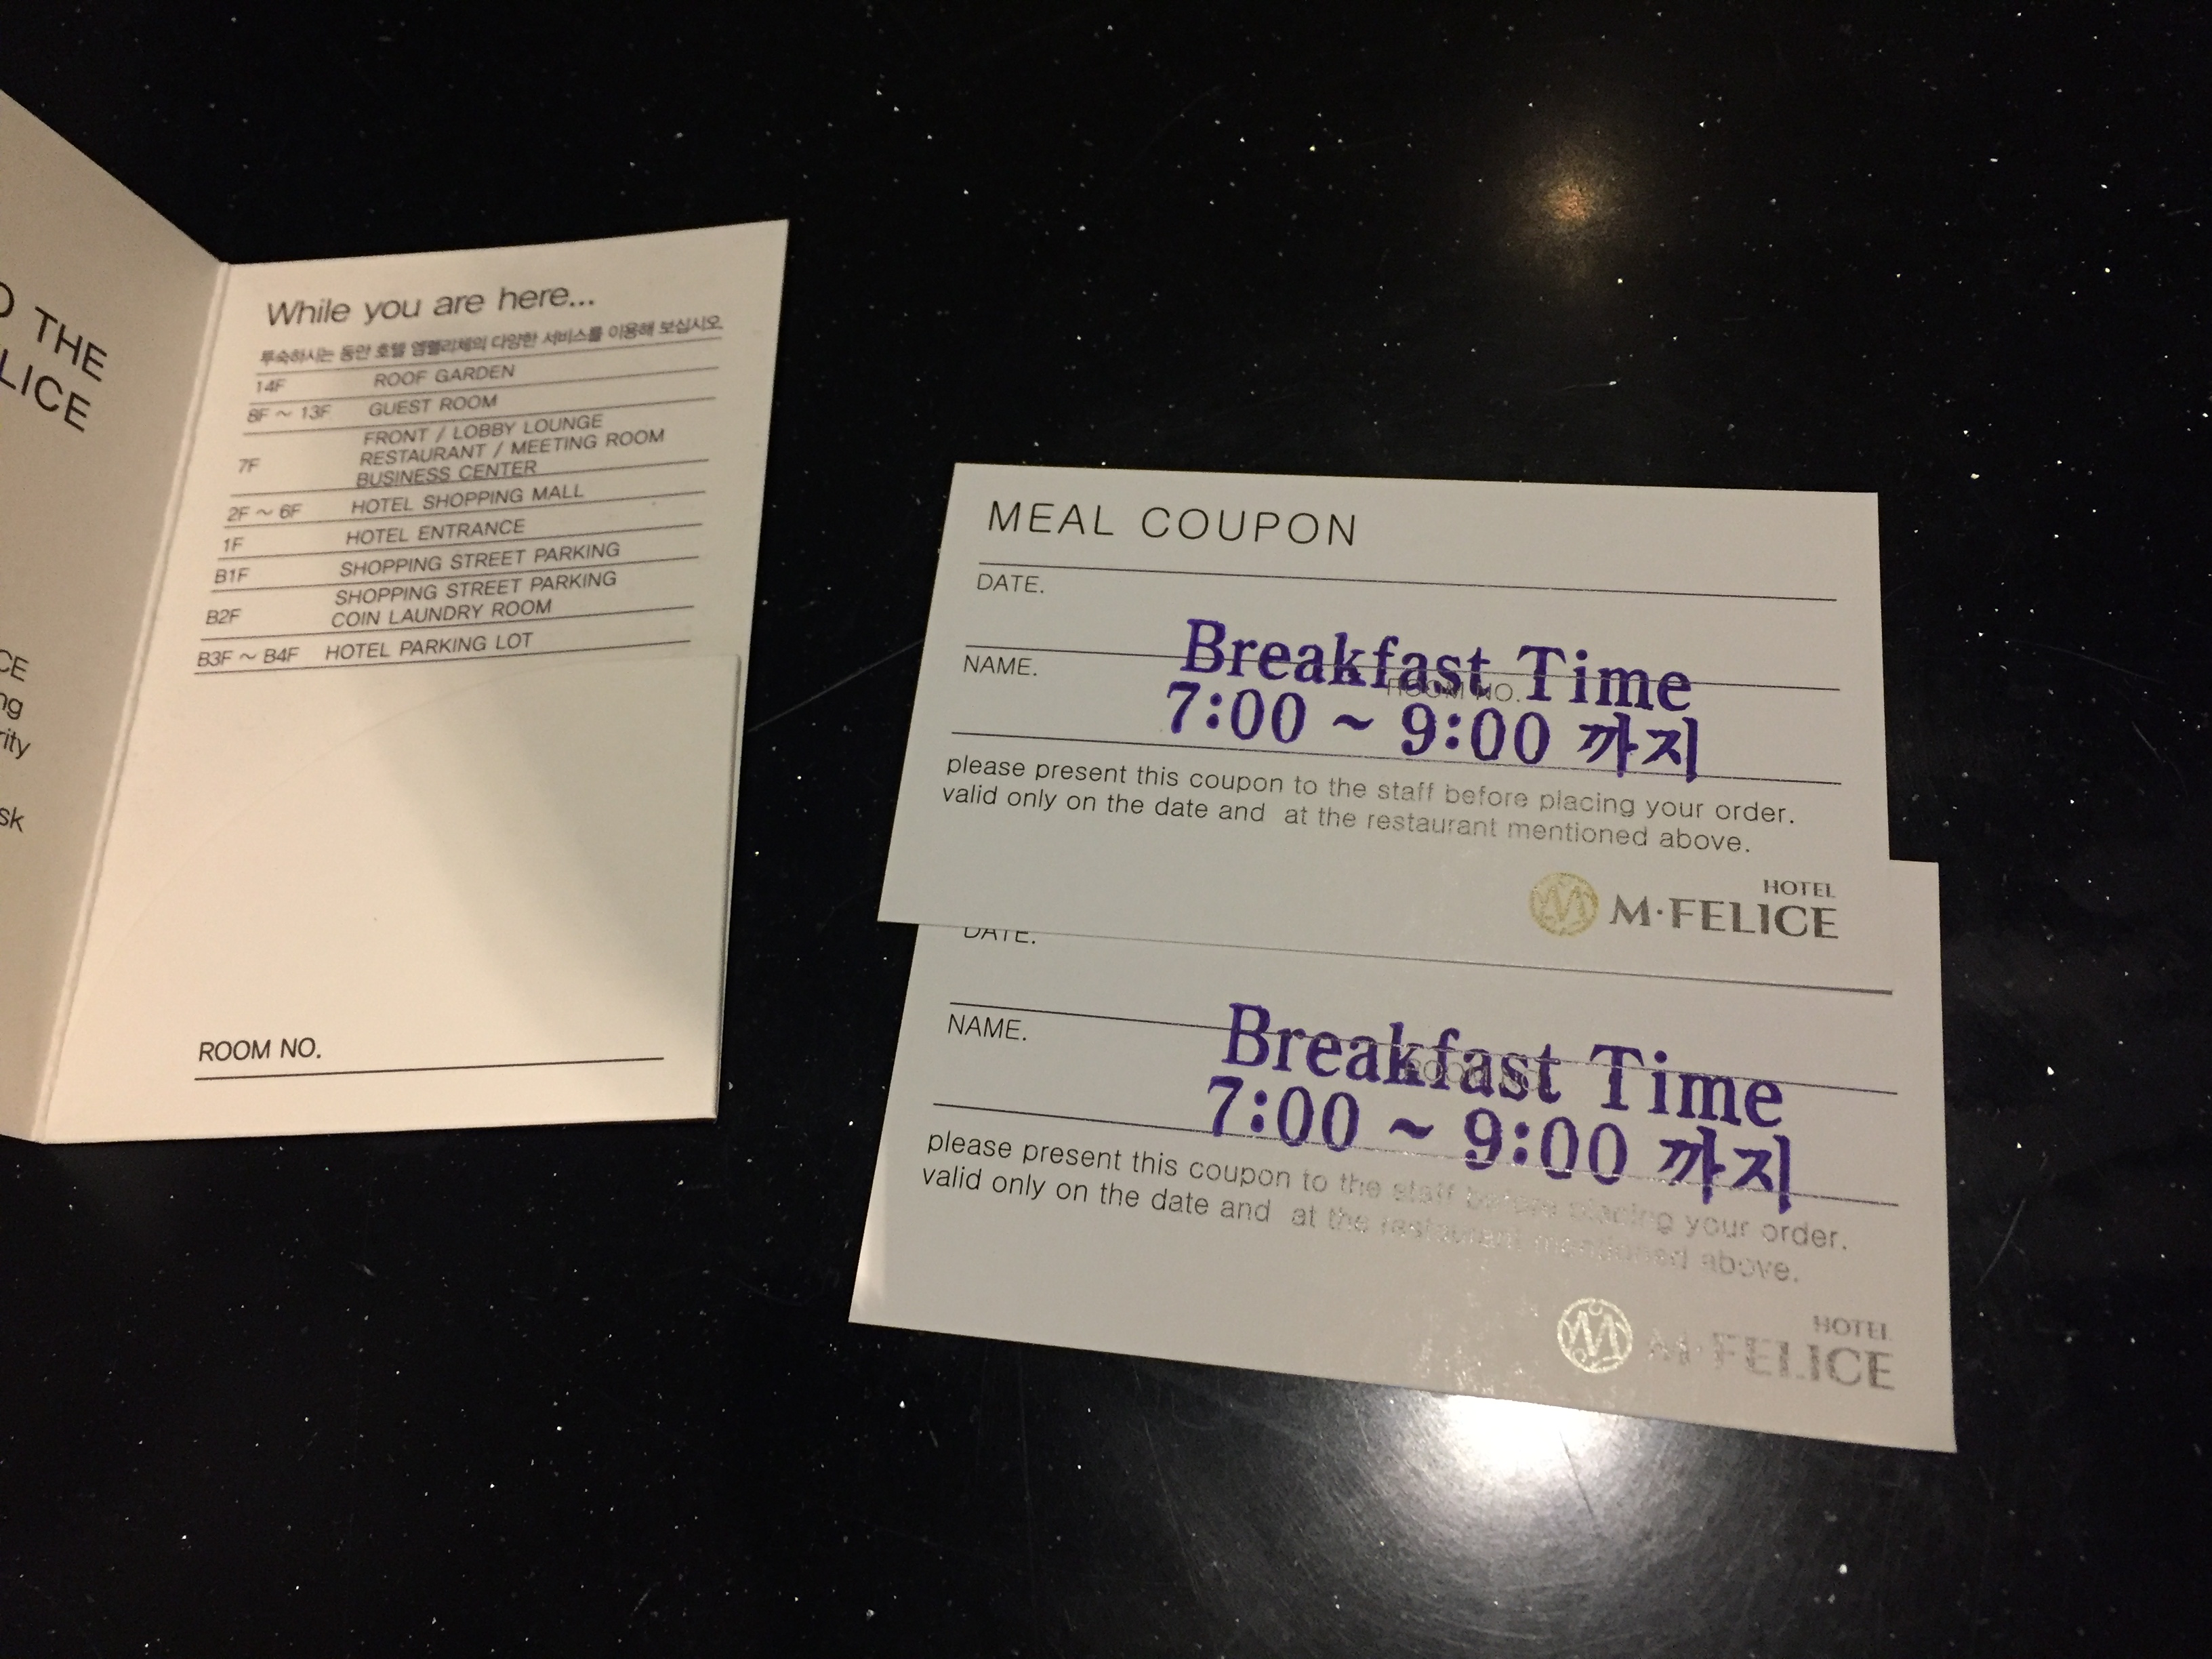 O THE
LICE
CE
ng
rity
sk
While you are here...
투숙하시는 동안 호텔 엠펠리체의 다양한 서비스를 이용해 보십시오.
14F ROOF GARDEN
8F ~ 13F GUEST ROOM
7F FRONT / LOBBY LOUNGE
RESTAURANT / MEETING ROOM
BUSINESS CENTER
2F ~ 6F HOTEL SHOPPING MALL
1F HOTEL ENTRANCE
B1F SHOPPING STREET PARKING
B2F SHOPPING STREET PARKING
COIN LAUNDRY ROOM
B3F ~ B4F HOTEL PARKING LOT
ROOM NO.
MEAL COUPON
DATE.
NAME. ROOM NO.
Breakfast Time
7:00 ~ 9:00 까지
please present this coupon to the staff before placing your order.
valid only on the date and at the restaurant mentioned above.
HOTEL
M·FELICE
DATE.
NAME.
Breakfast Time
7:00 ~ 9:00 까지
please present this coupon to the staff before placing your order.
valid only on the date and at the restaurant mentioned above.
HOTEL
M·FELICE